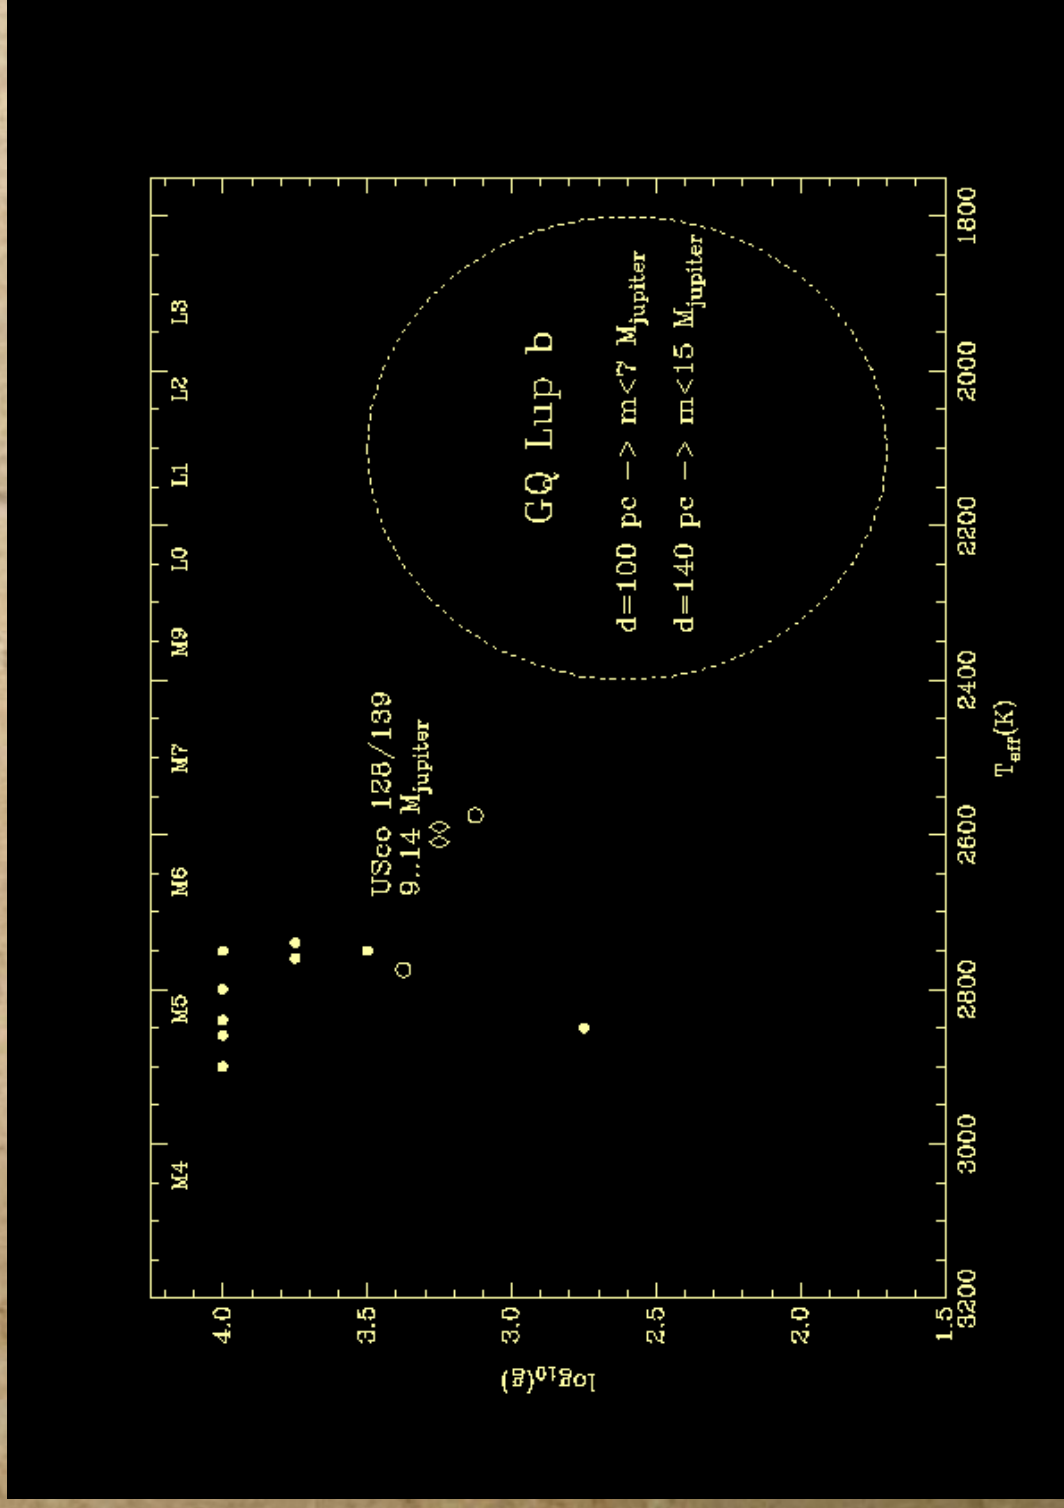 M4 M5 M6 M7 M9 L0 L1 L2 L3
log10(g)
4.0
3.5
3.0
2.5
2.0
1.5
USco 128/139
9..14 Mjupiter
GQ Lup b
d=100 pc -> m<7 Mjupiter
d=140 pc -> m<15 Mjupiter
3200 3000 2800 2600 2400 2200 2000 1800
Teff(K)